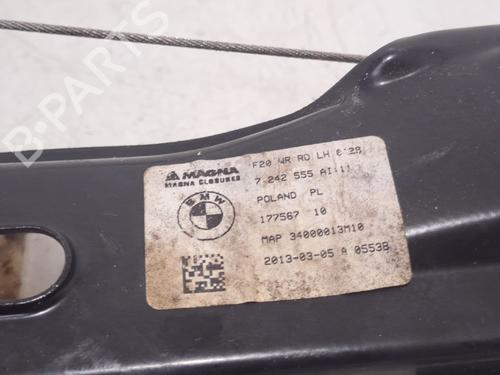 MAGNA
MAGNA CLOSURES
BMW
F20 WR RD LH
7 242 555 AI:11
POLAND PL
177567 10
MAP 34000013M10
2013-03-05 A 0553B
B-PARTS